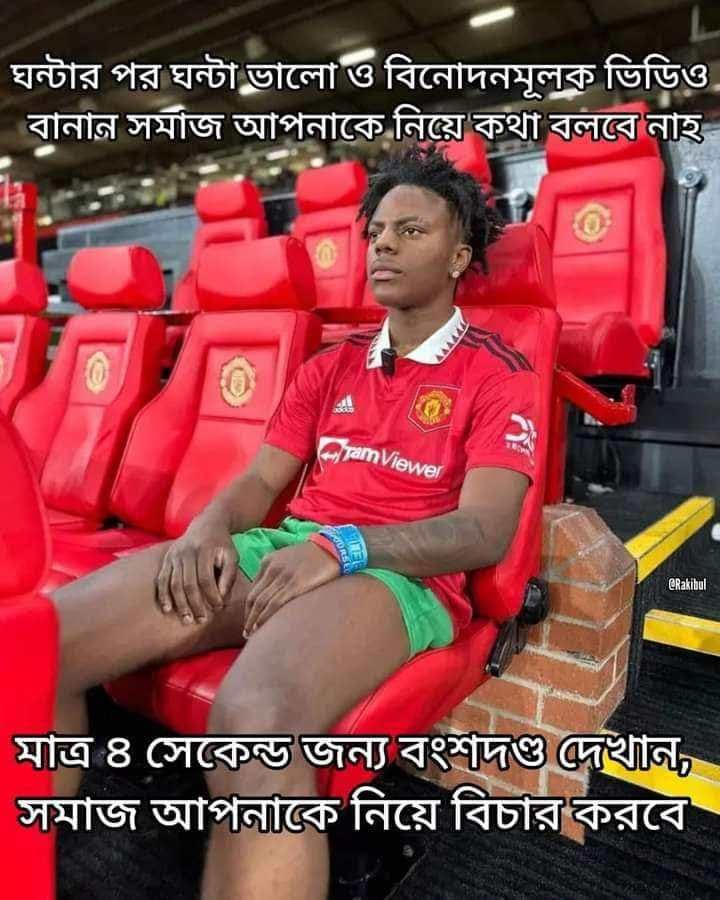 ঘন্টার পর ঘন্টা ভালো ও বিনোদনমূলক ভিডিও
বানান সমাজ আপনাকে নিয়ে কথা বলবে নাহ
adidas
TeamViewer
@Rakibul
মাত্র ৪ সেকেন্ড জন্য বংশদণ্ড দেখান,
সমাজ আপনাকে নিয়ে বিচার করবে